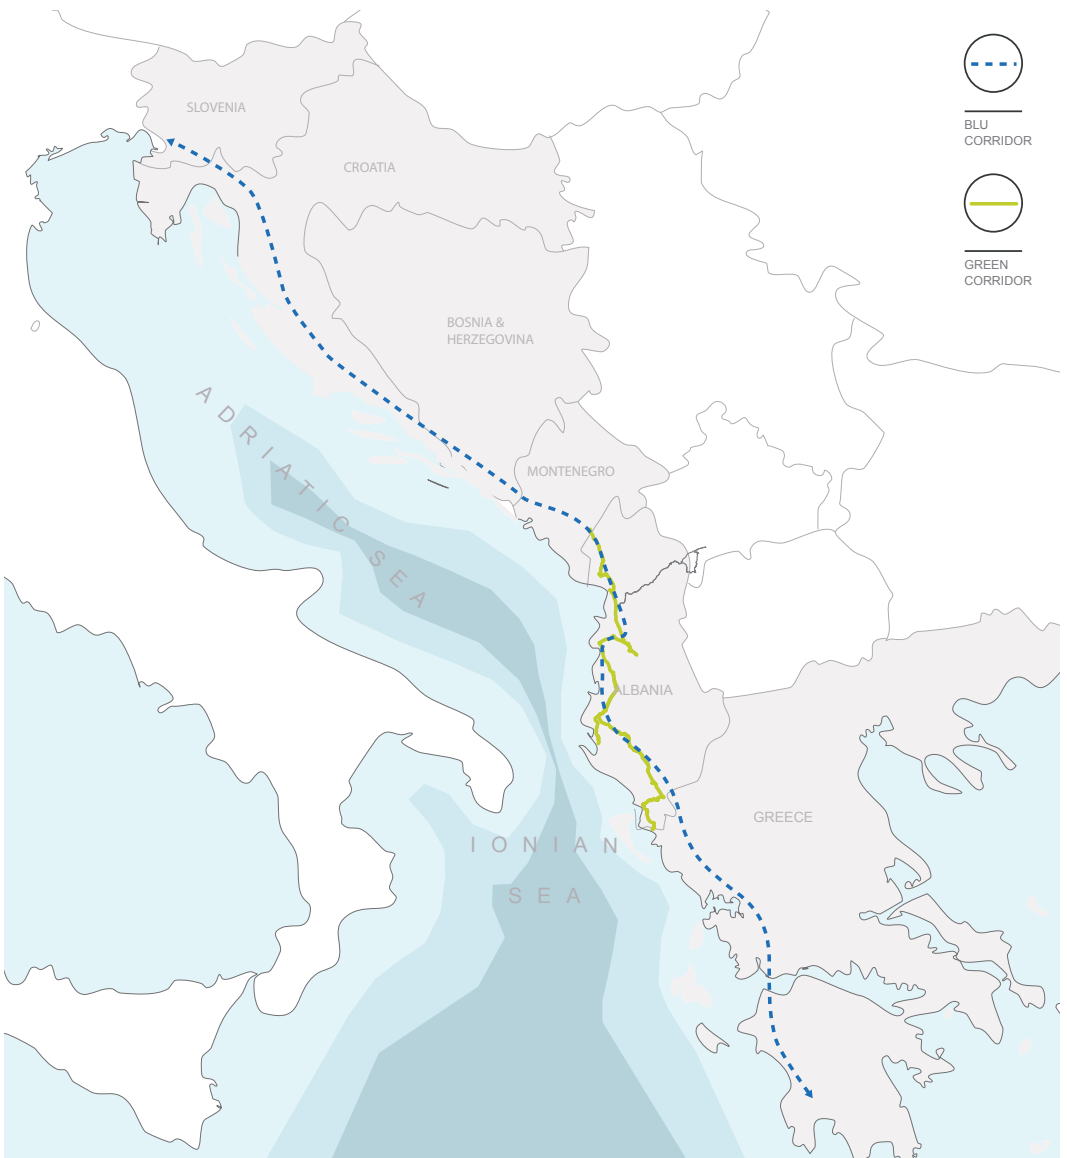 SLOVENIA
CROATIA
BOSNIA &
HERZEGOVINA
MONTENEGRO
ALBANIA
GREECE
ADRIATIC SEA
IONIAN
SEA
BLU
CORRIDOR
GREEN
CORRIDOR